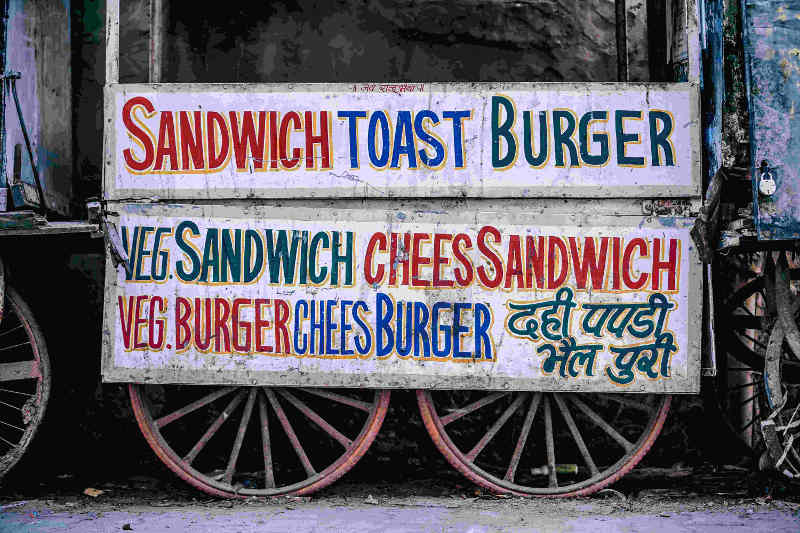 SANDWICH TOAST BURGER
VEG. SANDWICH CHEES SANDWICH
VEG. BURGER CHEES BURGER दही पपडी
भैल पुरी